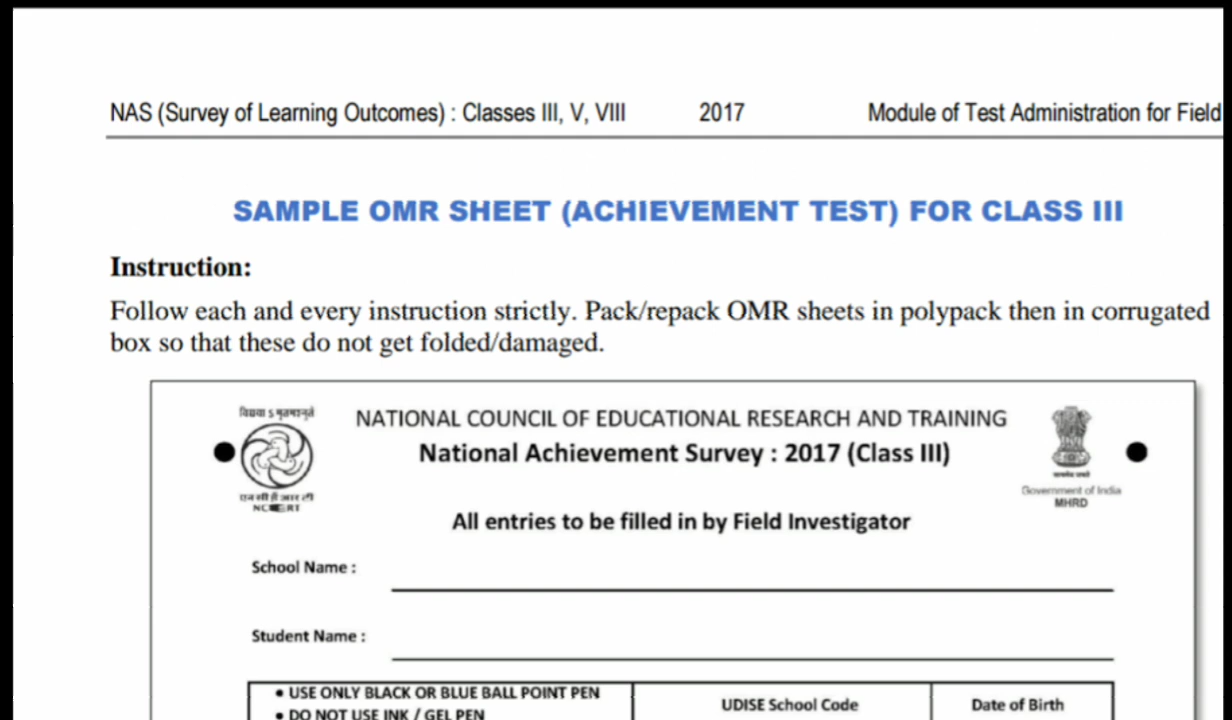 NAS (Survey of Learning Outcomes) : Classes III, V, VIII 2017 Module of Test Administration for Field
SAMPLE OMR SHEET (ACHIEVEMENT TEST) FOR CLASS III
Instruction:
Follow each and every instruction strictly. Pack/repack OMR sheets in polypack then in corrugated
box so that these do not get folded/damaged.
NATIONAL COUNCIL OF EDUCATIONAL RESEARCH AND TRAINING
National Achievement Survey : 2017 (Class III)
एन सी ई आर टी
NCERT
Government of India
MHRD
All entries to be filled in by Field Investigator
School Name :
Student Name :
• USE ONLY BLACK OR BLUE BALL POINT PEN
• DO NOT USE INK / GEL PEN
UDISE School Code
Date of Birth